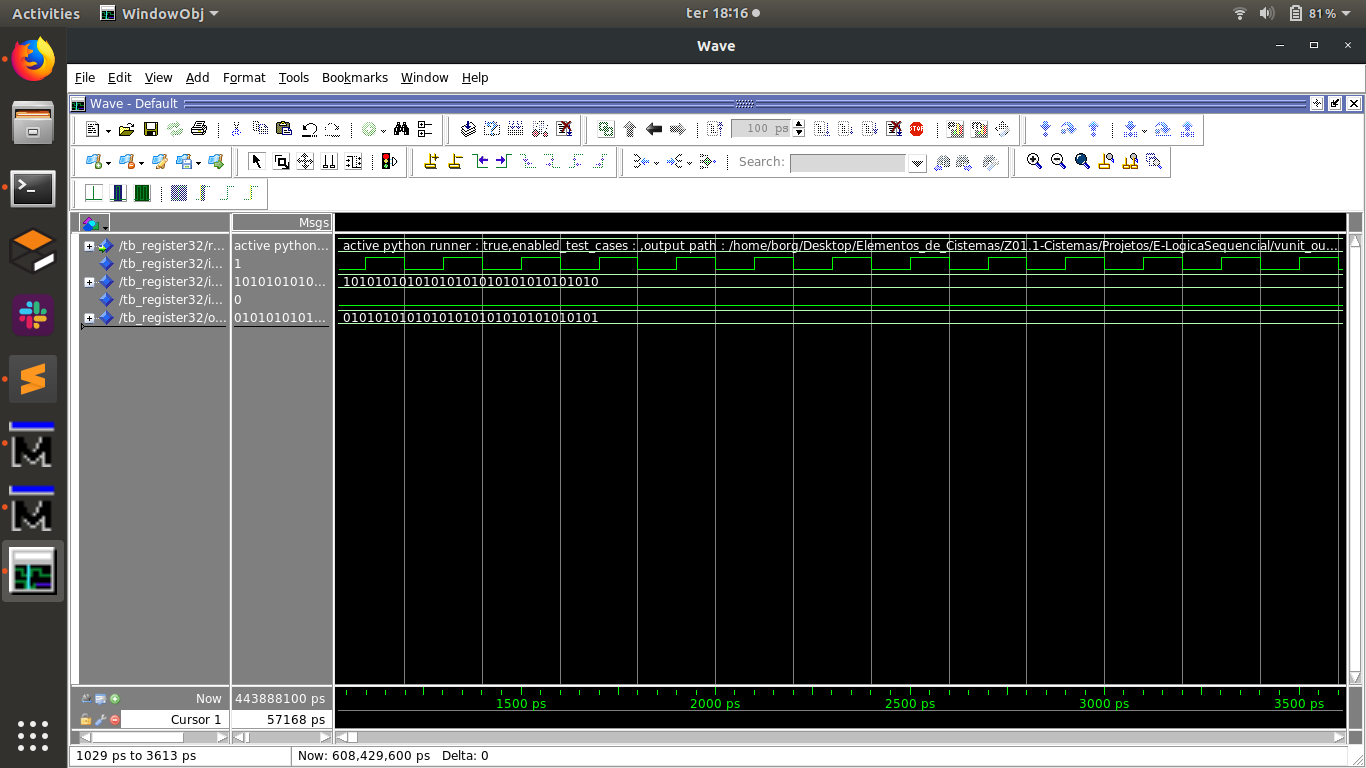 Activities WindowObj ter 18:16 81%
Wave
File Edit View Add Format Tools Bookmarks Window Help
Wave - Default
100 ps
Search:
Msgs
/tb_register32/r... active python... active python runner : true,enabled_test_cases : ,output path : /home/borg/Desktop/Elementos_de_Cistemas/Z01.1-Cistemas/Projetos/E-LogicaSequencial/vunit_ou...
/tb_register32/i... 1
/tb_register32/i... 1010101010... 10101010101010101010101010101010
/tb_register32/i... 0
/tb_register32/o... 0101010101... 01010101010101010101010101010101
Now 443888100 ps 1500 ps 2000 ps 2500 ps 3000 ps 3500 ps
Cursor 1 57168 ps
1029 ps to 3613 ps Now: 608,429,600 ps Delta: 0